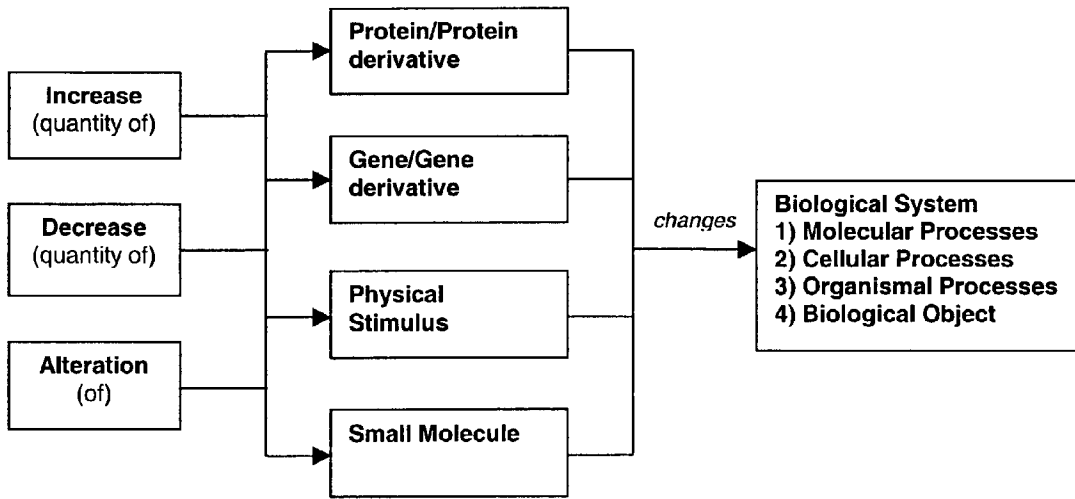 Increase
(quantity of)
Decrease
(quantity of)
Alteration
(of)
Protein/Protein
derivative
Gene/Gene
derivative
Physical
Stimulus
Small Molecule
changes
Biological System
1) Molecular Processes
2) Cellular Processes
3) Organismal Processes
4) Biological Object